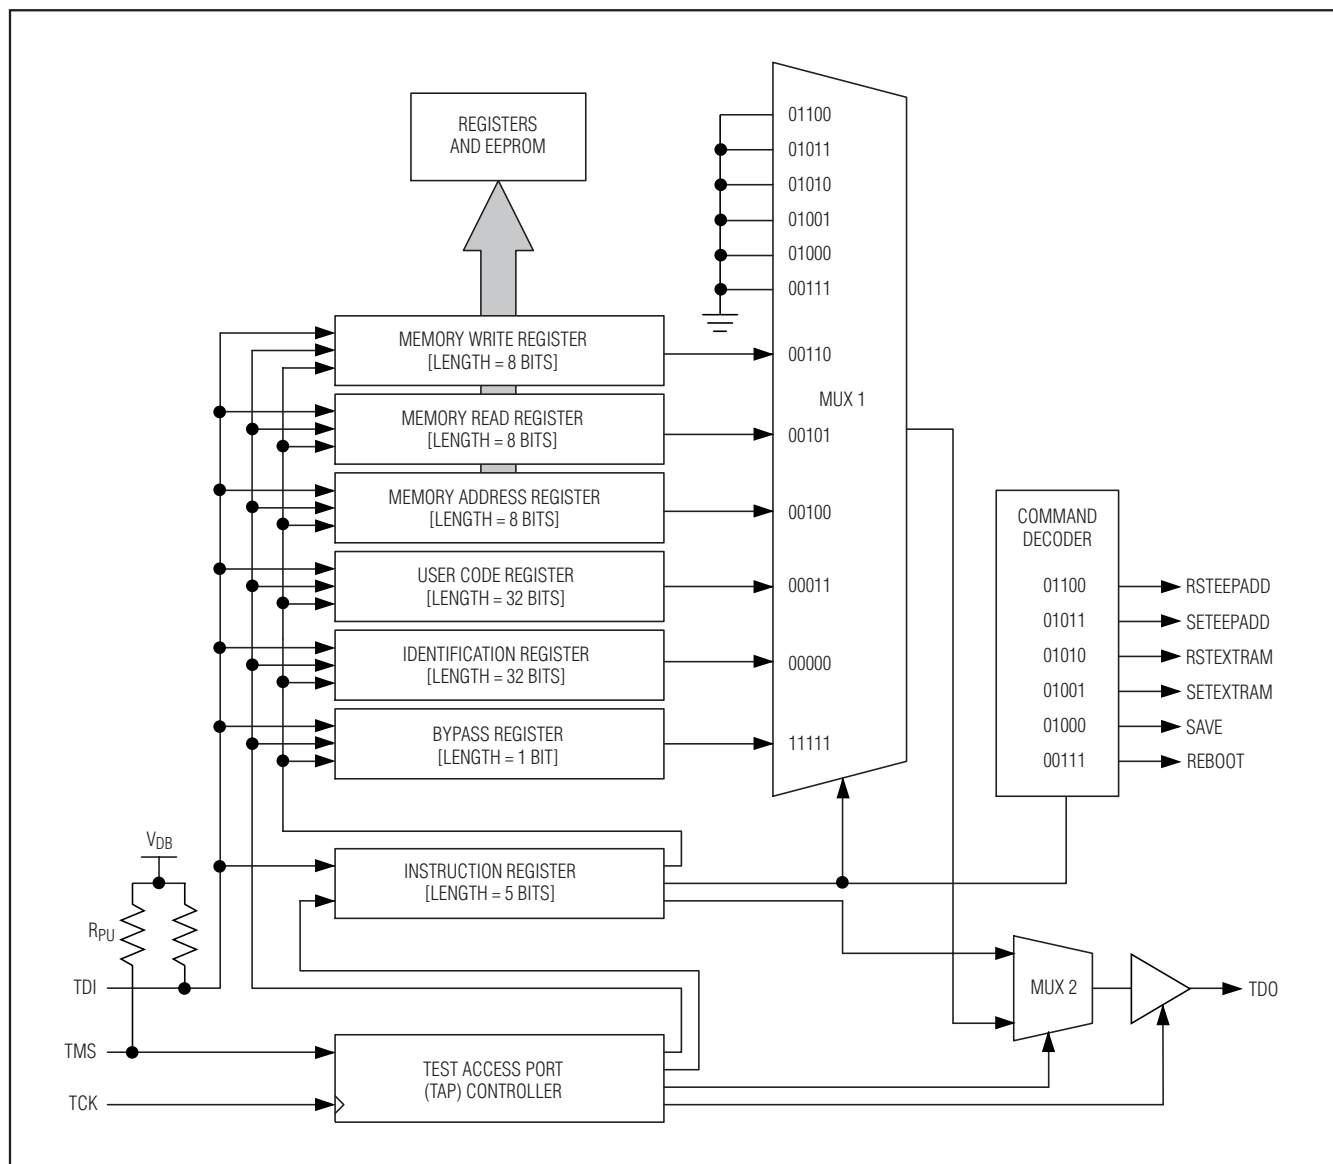 REGISTERS
AND EEPROM
01100
01011
01010
01001
01000
00111
MEMORY WRITE REGISTER
[LENGTH = 8 BITS]
00110
MUX 1
MEMORY READ REGISTER
[LENGTH = 8 BITS]
00101
MEMORY ADDRESS REGISTER
[LENGTH = 8 BITS]
00100
USER CODE REGISTER
[LENGTH = 32 BITS]
00011
IDENTIFICATION REGISTER
[LENGTH = 32 BITS]
00000
BYPASS REGISTER
[LENGTH = 1 BIT]
11111
COMMAND
DECODER
01100 RSTEEPADD
01011 SETEEPADD
01010 RSTEXTRAM
01001 SETEXTRAM
01000 SAVE
00111 REBOOT
INSTRUCTION REGISTER
[LENGTH = 5 BITS]
VDB
RPU
TDI
TMS
TCK
TEST ACCESS PORT
(TAP) CONTROLLER
MUX 2
TDO